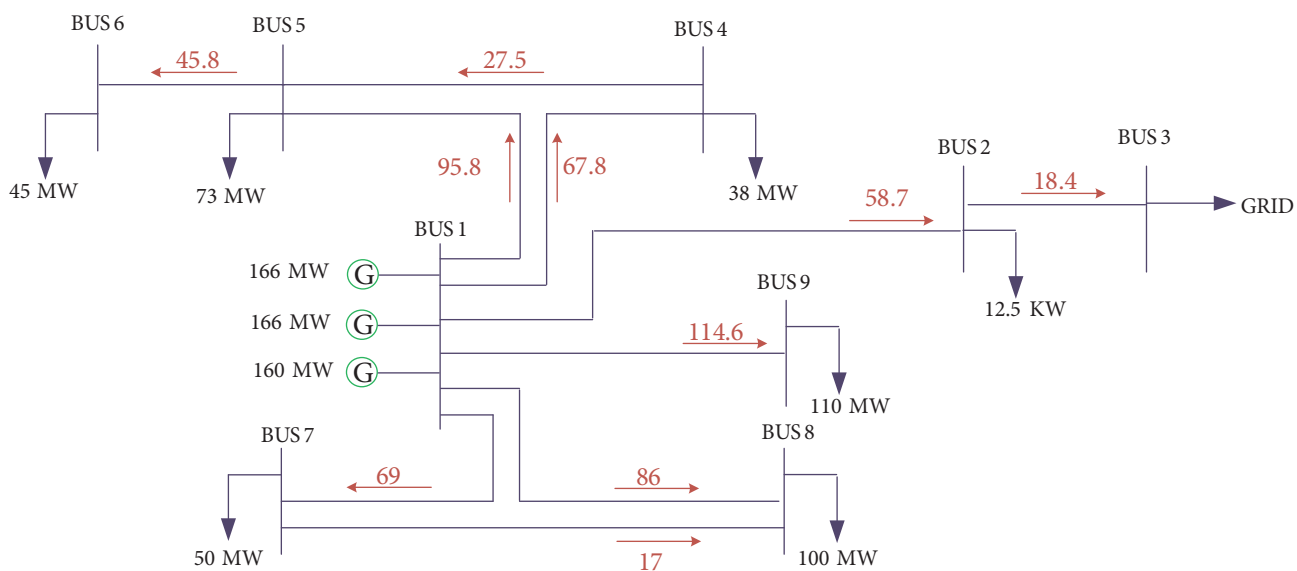 BUS 6
BUS 5
BUS 4
45.8
27.5
45 MW
73 MW
95.8
67.8
38 MW
BUS 2
BUS 3
18.4
58.7
GRID
12.5 KW
BUS 1
166 MW
G
166 MW
G
160 MW
G
BUS 9
114.6
110 MW
BUS 7
BUS 8
69
86
50 MW
17
100 MW